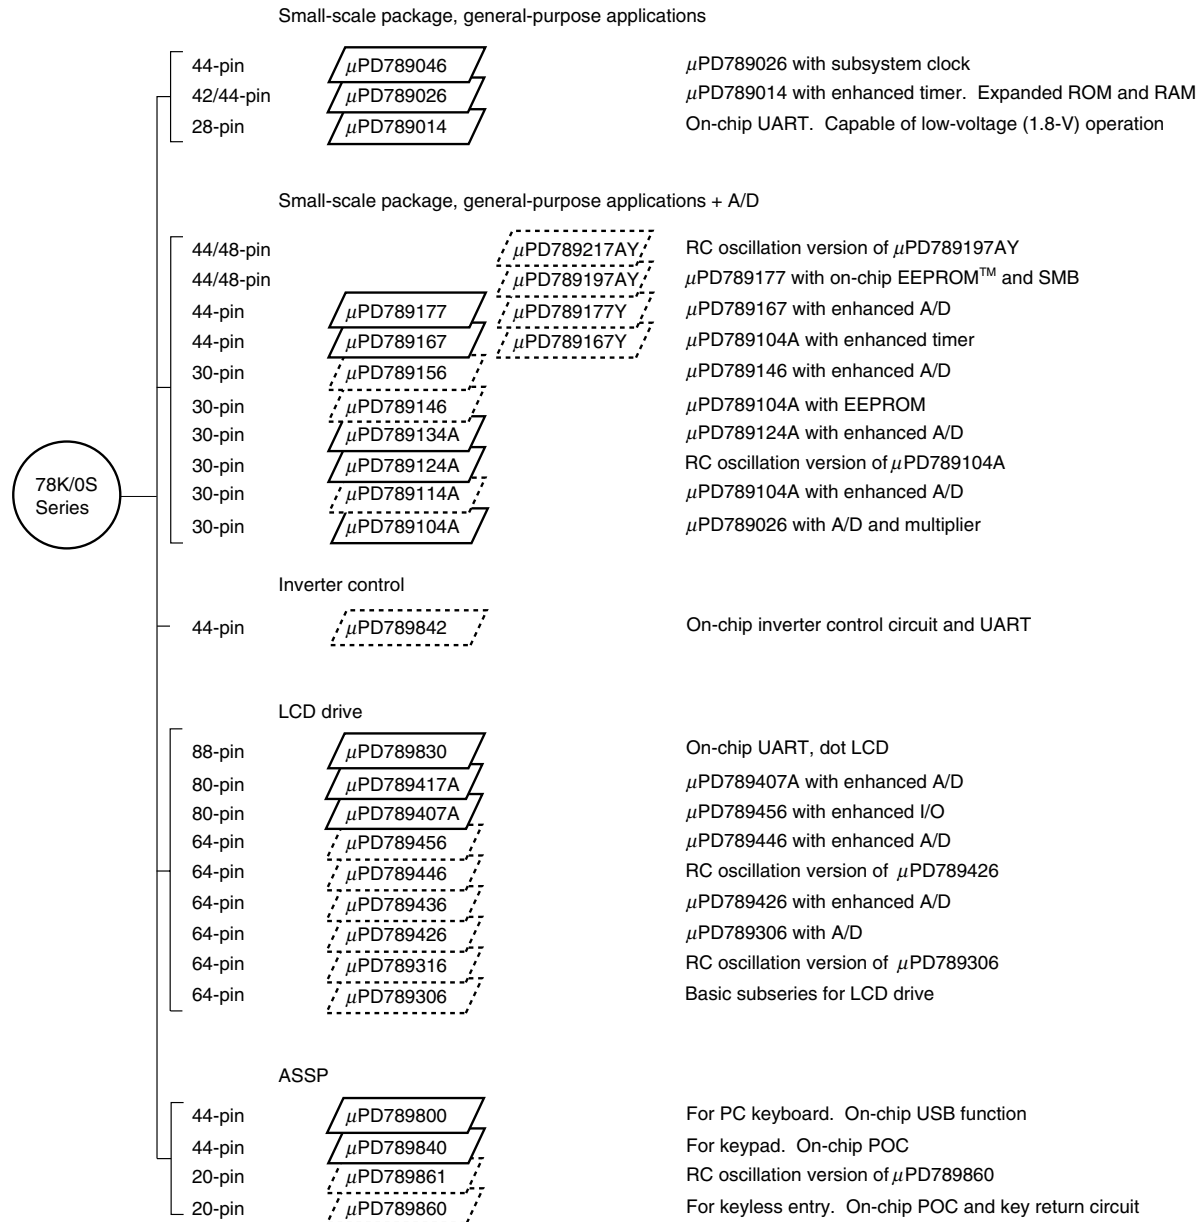 Small-scale package, general-purpose applications
44-pin μPD789046 μPD789026 with subsystem clock
42/44-pin μPD789026 μPD789014 with enhanced timer. Expanded ROM and RAM
28-pin μPD789014 On-chip UART. Capable of low-voltage (1.8-V) operation
Small-scale package, general-purpose applications + A/D
44/48-pin μPD789217AY RC oscillation version of μPD789197AY
44/48-pin μPD789197AY μPD789177 with on-chip EEPROM™ and SMB
44-pin μPD789177 μPD789177Y μPD789167 with enhanced A/D
44-pin μPD789167 μPD789167Y μPD789104A with enhanced timer
30-pin μPD789156 μPD789146 with enhanced A/D
30-pin μPD789146 μPD789104A with EEPROM
30-pin μPD789134A μPD789124A with enhanced A/D
30-pin μPD789124A RC oscillation version of μPD789104A
30-pin μPD789114A μPD789104A with enhanced A/D
30-pin μPD789104A μPD789026 with A/D and multiplier
78K/0S
Series
Inverter control
44-pin μPD789842 On-chip inverter control circuit and UART
LCD drive
88-pin μPD789830 On-chip UART, dot LCD
80-pin μPD789417A μPD789407A with enhanced A/D
80-pin μPD789407A μPD789456 with enhanced I/O
64-pin μPD789456 μPD789446 with enhanced A/D
64-pin μPD789446 RC oscillation version of μPD789426
64-pin μPD789436 μPD789426 with enhanced A/D
64-pin μPD789426 μPD789306 with A/D
64-pin μPD789316 RC oscillation version of μPD789306
64-pin μPD789306 Basic subseries for LCD drive
ASSP
44-pin μPD789800 For PC keyboard. On-chip USB function
44-pin μPD789840 For keypad. On-chip POC
20-pin μPD789861 RC oscillation version of μPD789860
20-pin μPD789860 For keyless entry. On-chip POC and key return circuit